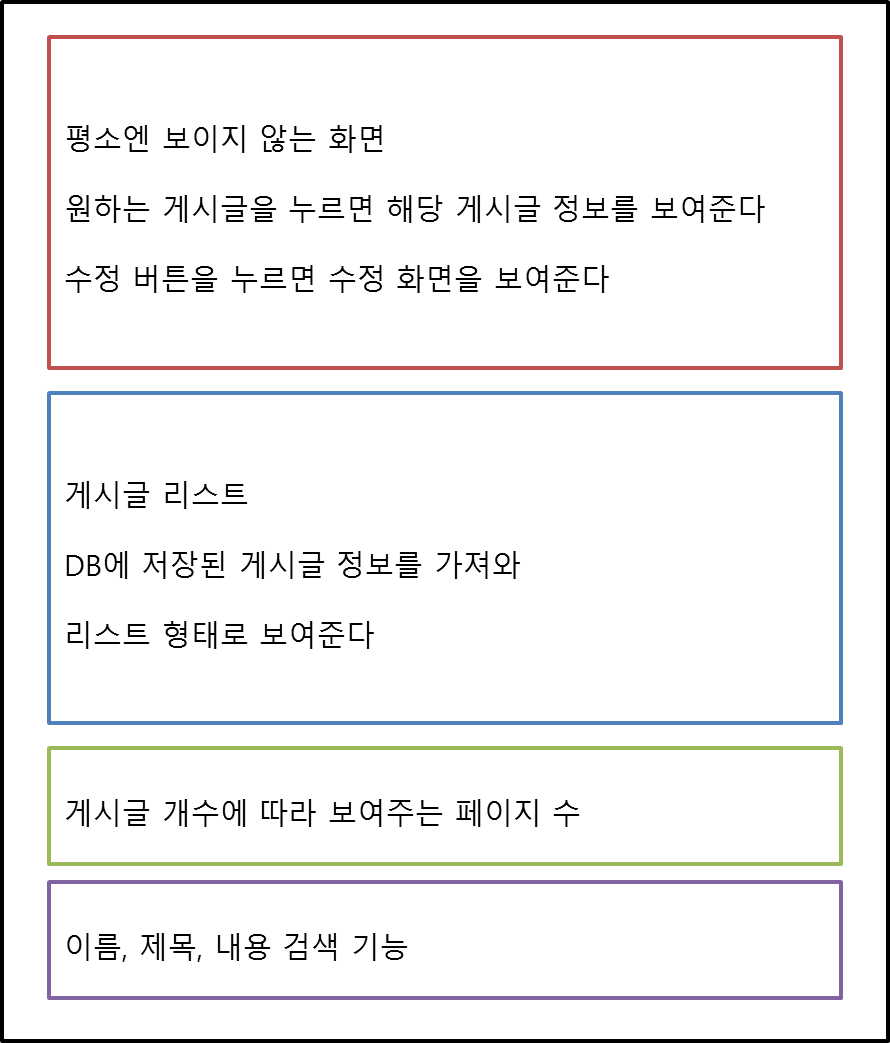 평소엔 보이지 않는 화면
원하는 게시글을 누르면 해당 게시글 정보를 보여준다
수정 버튼을 누르면 수정 화면을 보여준다
게시글 리스트
DB에 저장된 게시글 정보를 가져와
리스트 형태로 보여준다
게시글 개수에 따라 보여주는 페이지 수
이름, 제목, 내용 검색 기능